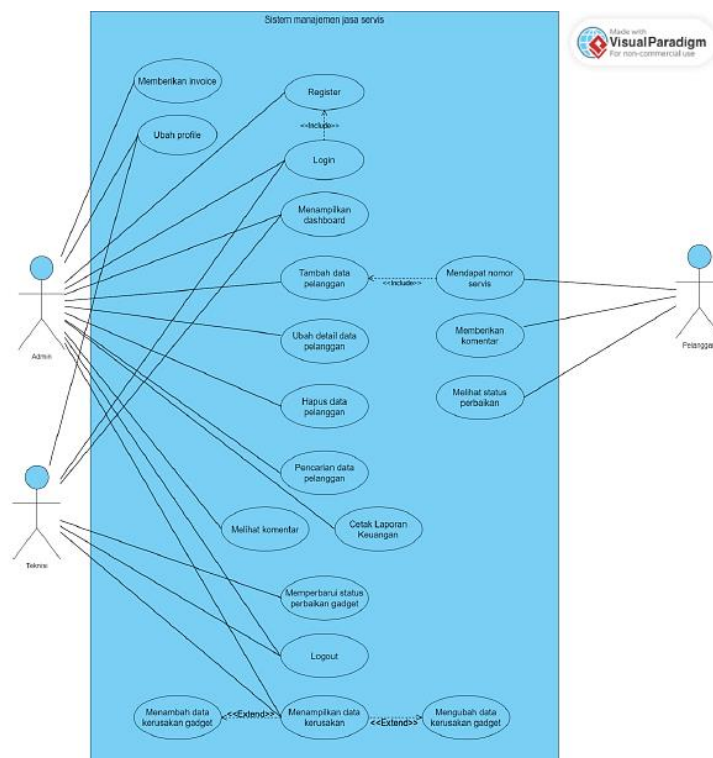 Sistem manajemen jasa servis
Made with
VisualParadigm
For non-commercial use
Memberikan invoice
Register
Ubah profile
<<Include>>
Login
Menampilkan
dashboard
Tambah data
pelanggan
<<Include>>
Mendapat nomor
servis
Ubah detail data
pelanggan
Memberikan
komentar
Pelanggan
Admin
Hapus data
pelanggan
Melihat status
perbaikan
Pencarian data
pelanggan
Melihat komentar
Cetak Laporan
Keuangan
Teknisi
Memperbarui status
perbaikan gadget
Logout
Menambah data
kerusakan gadget
<<Extend>>
Menampilkan data
kerusakan
<<Extend>>
Mengubah data
kerusakan gadget